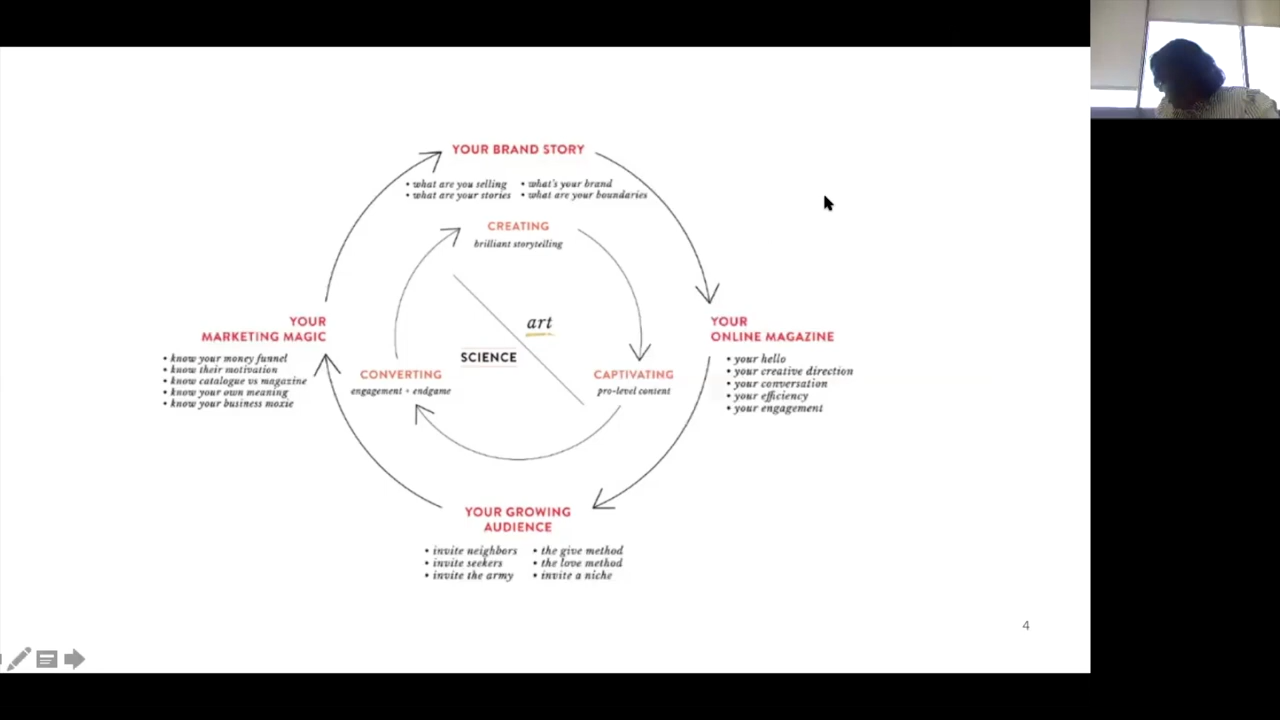 YOUR BRAND STORY
• what are you selling • what's your brand
• what are your stories • what are your boundaries
CREATING
brilliant storytelling
art
SCIENCE
YOUR
MARKETING MAGIC
• know your money funnel
• know their motivation
• know catalogue vs magazine
• know your own meaning
• know your business moxie
CONVERTING
engagement + endgame
CAPTIVATING
pro-level content
YOUR
ONLINE MAGAZINE
• your hello
• your creative direction
• your conversation
• your efficiency
• your engagement
YOUR GROWING
AUDIENCE
• invite neighbors • the give method
• invite seekers • the love method
• invite the army • invite a niche
4